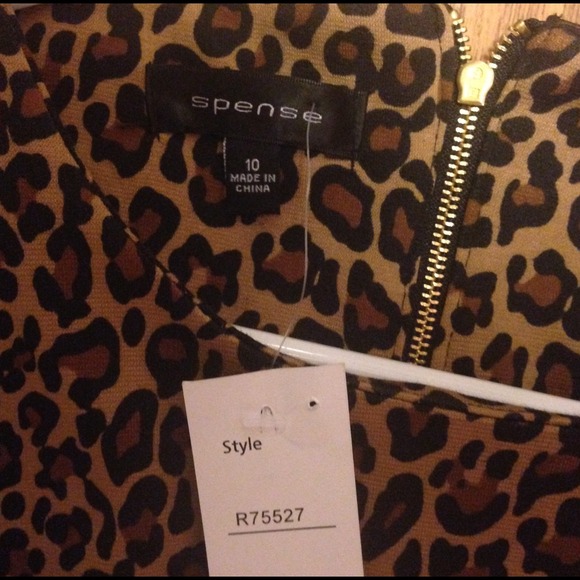 spense
10
MADE IN
CHINA
Style
R75527